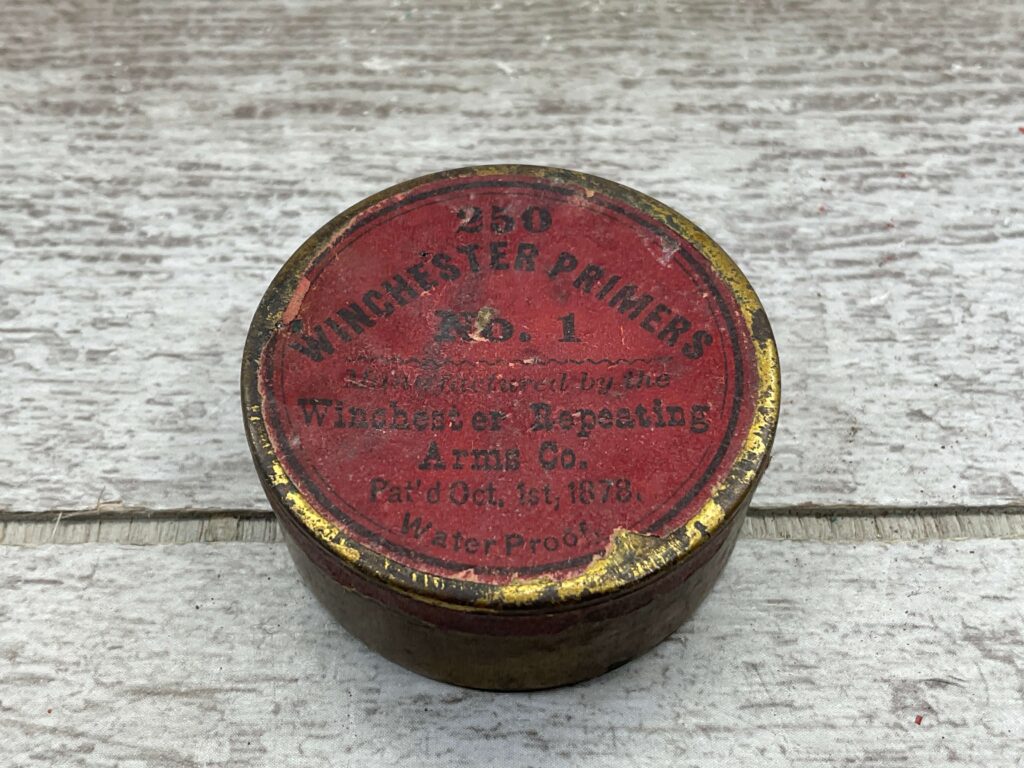 250
WINCHESTER PRIMERS
No. 1
Manufactured by the
Winchester Repeating
Arms Co.
Pat'd Oct. 1st, 1878.
Water Proof.